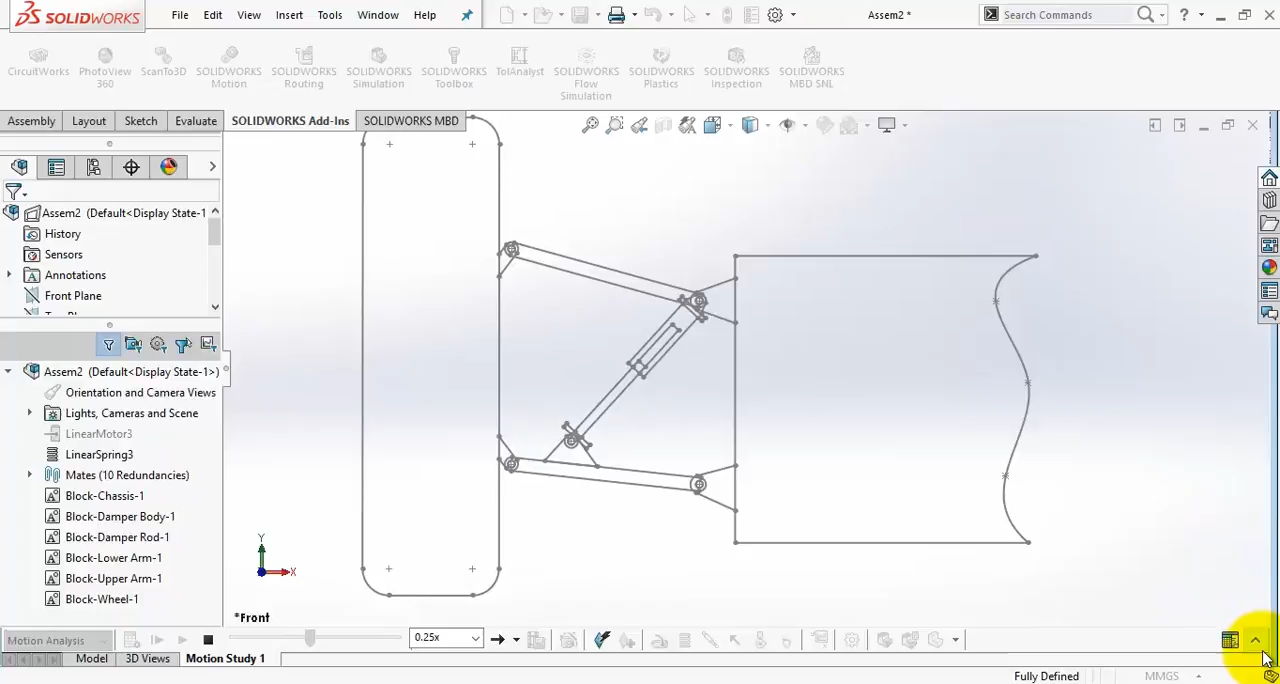 SOLIDWORKS File Edit View Insert Tools Window Help Assem2 * Search Commands ?
CircuitWorks PhotoView 360 ScanTo3D SOLIDWORKS Motion SOLIDWORKS Routing SOLIDWORKS Simulation SOLIDWORKS Toolbox TolAnalyst SOLIDWORKS Flow Simulation SOLIDWORKS Plastics SOLIDWORKS Inspection SOLIDWORKS MBD SNL
Assembly Layout Sketch Evaluate SOLIDWORKS Add-Ins SOLIDWORKS MBD
Assem2 (Default<Display State-1
History
Sensors
Annotations
Front Plane
Assem2 (Default<Display State-1>)
Orientation and Camera Views
Lights, Cameras and Scene
LinearMotor3
LinearSpring3
Mates (10 Redundancies)
Block-Chassis-1
Block-Damper Body-1
Block-Damper Rod-1
Block-Lower Arm-1
Block-Upper Arm-1
Block-Wheel-1
Y
X
*Front
Motion Analysis 0.25x
Model 3D Views Motion Study 1
Fully Defined MMGS